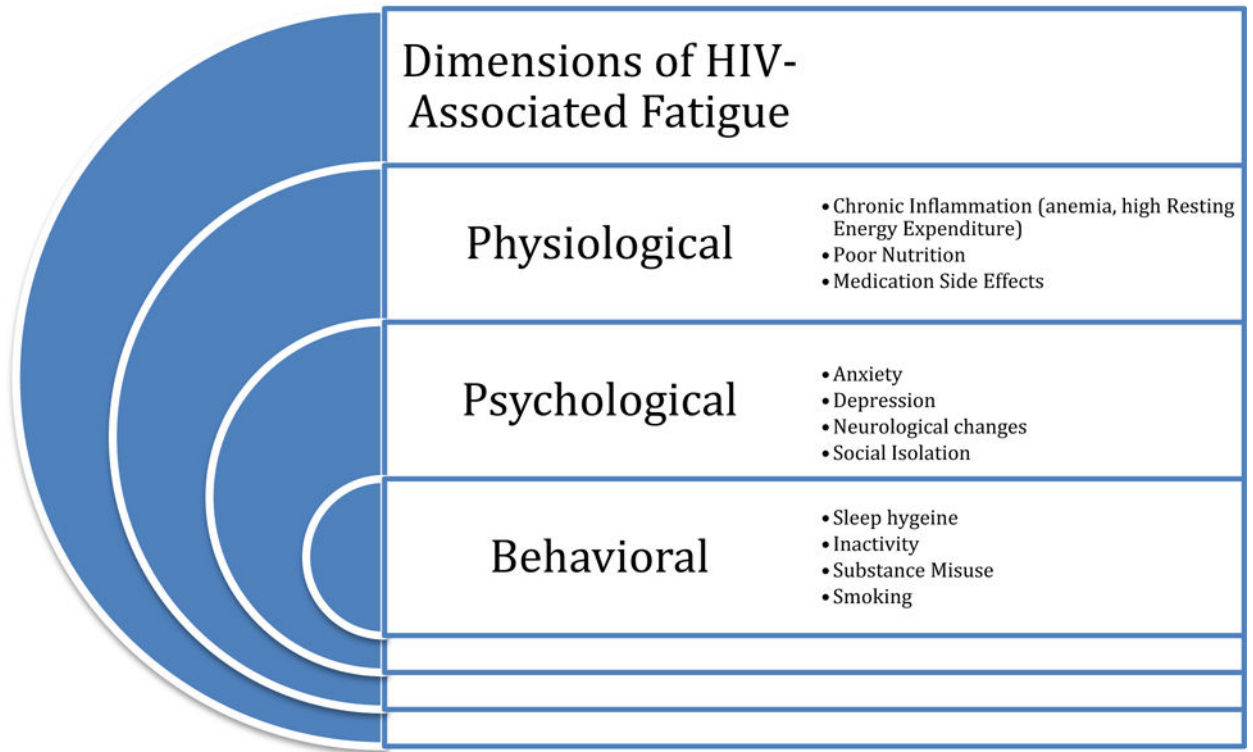 Dimensions of HIV-
Associated Fatigue
Physiological
•Chronic Inflammation (anemia, high Resting
Energy Expenditure)
•Poor Nutrition
•Medication Side Effects
Psychological
•Anxiety
•Depression
•Neurological changes
•Social Isolation
Behavioral
•Sleep hygeine
•Inactivity
•Substance Misuse
•Smoking